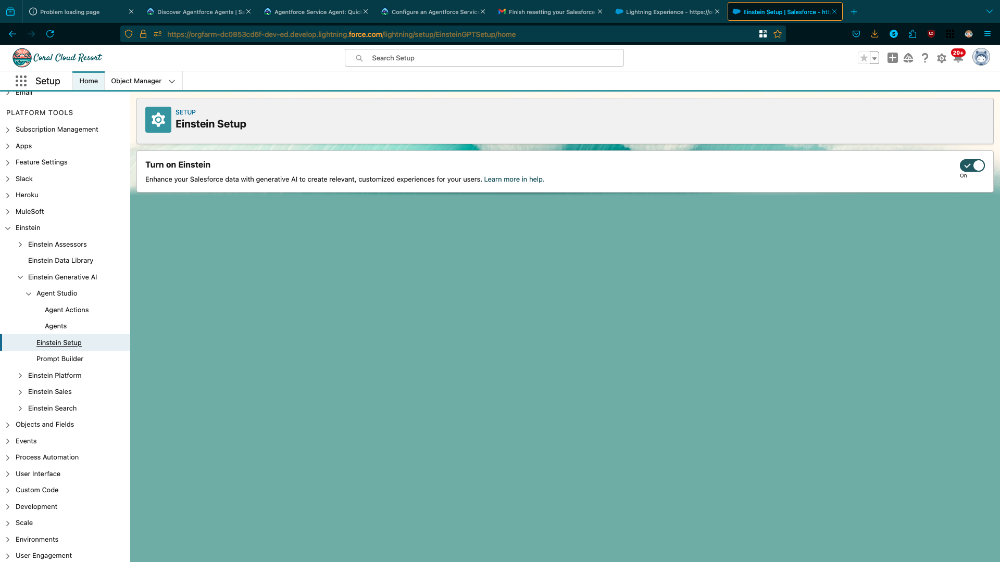 Problem loading page
Discover Agentforce Agents | Sa
Agentforce Service Agent: Quic
Configure an Agentforce Servic
Finish resetting your Salesforce
Lightning Experience - https://o
Einstein Setup | Salesforce - htt
https://orgfarm-dc0853cd6f-dev-ed.develop.lightning.force.com/lightning/setup/EinsteinGPTSetup/home
Coral Cloud Resort
Search Setup
20+
Setup
Home
Object Manager
Email
PLATFORM TOOLS
Subscription Management
Apps
Feature Settings
Slack
Heroku
MuleSoft
Einstein
Einstein Assessors
Einstein Data Library
Einstein Generative AI
Agent Studio
Agent Actions
Agents
Einstein Setup
Prompt Builder
Einstein Platform
Einstein Sales
Einstein Search
Objects and Fields
Events
Process Automation
User Interface
Custom Code
Development
Scale
Environments
User Engagement
SETUP
Einstein Setup
Turn on Einstein
Enhance your Salesforce data with generative AI to create relevant, customized experiences for your users. Learn more in help.
On